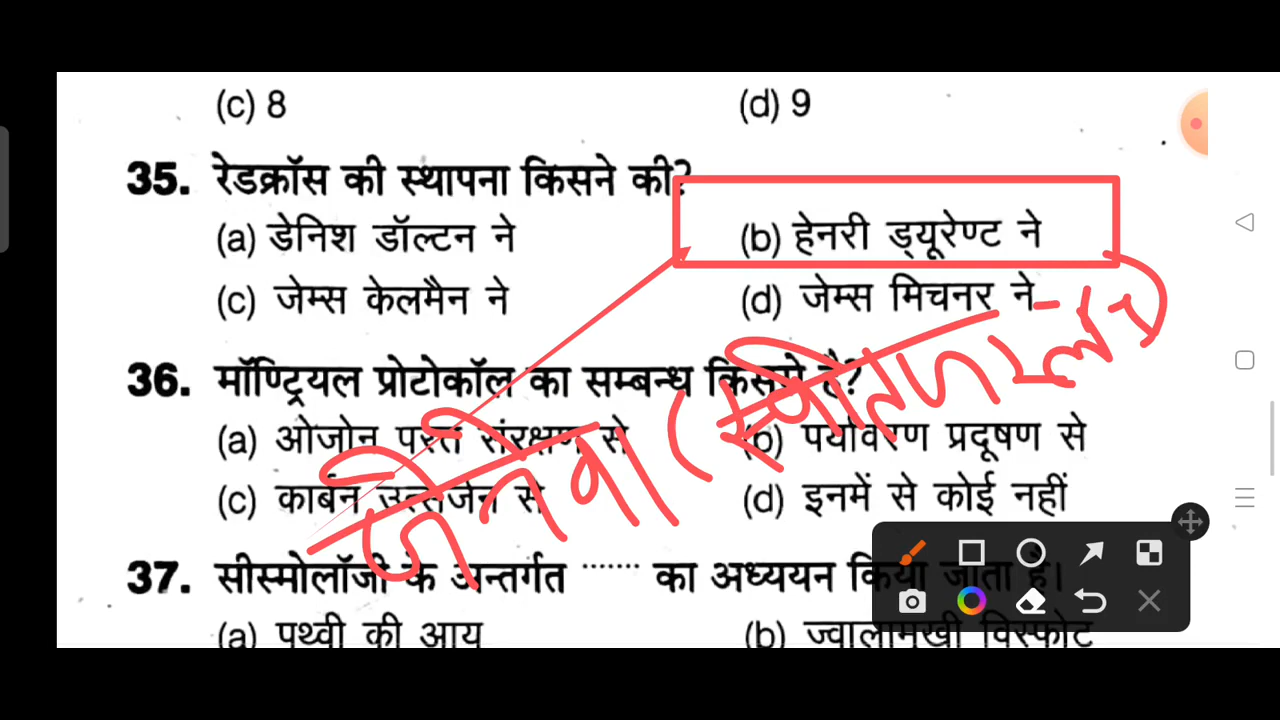 (c) 8 (d) 9
35. रेडक्रॉस की स्थापना किसने की?
(a) डेनिश डॉल्टन ने (b) हेनरी ड्यूरेण्ट ने
(c) जेम्स केलमैन ने (d) जेम्स मिचनर ने
36. मॉण्ट्रियल प्रोटोकॉल का सम्बन्ध किससे है?
(a) ओजोन परत संरक्षण से (b) पर्यावरण प्रदूषण से
(c) कार्बन उत्सर्जन से (d) इनमें से कोई नहीं
जेनेवा
37. सीस्मोलॉजी के अन्तर्गत ....... का अध्ययन किया जाता है।
(a) पृथ्वी की आयु (b) ज्वालामुखी विस्फोट